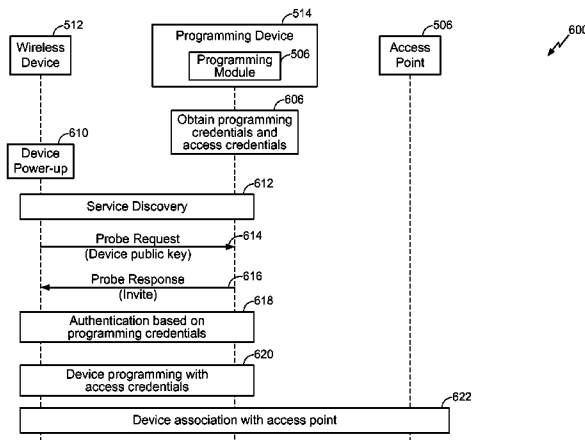 600
512
Wireless
Device
514
Programming Device
506
Programming
Module
506
Access
Point
606
Obtain programming
credentials and
access credentials
610
Device
Power-up
612
Service Discovery
Probe Request
614
(Device public key)
Probe Response
616
(Invite)
618
Authentication based on
programming credentials
620
Device programming with
access credentials
622
Device association with access point